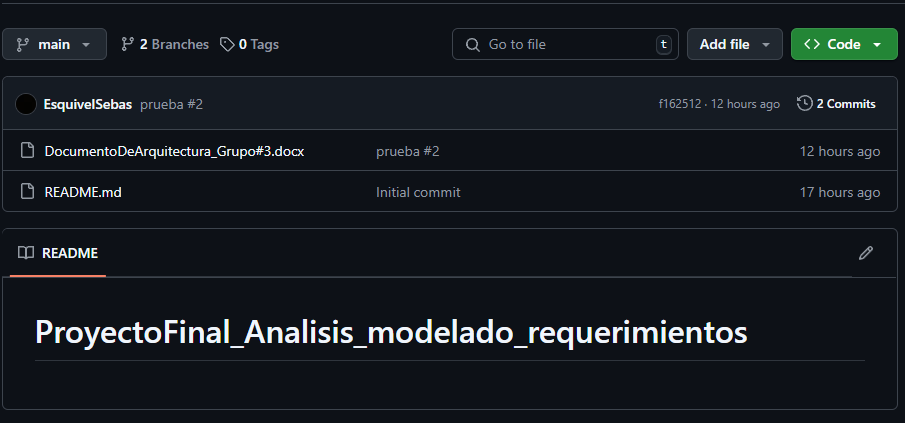 main 2 Branches 0 Tags Go to file t Add file Code
EsquivelSebas prueba #2 f162512 · 12 hours ago 2 Commits
DocumentoDeArquitectura_Grupo#3.docx prueba #2 12 hours ago
README.md Initial commit 17 hours ago
README
ProyectoFinal_Analisis_modelado_requerimientos